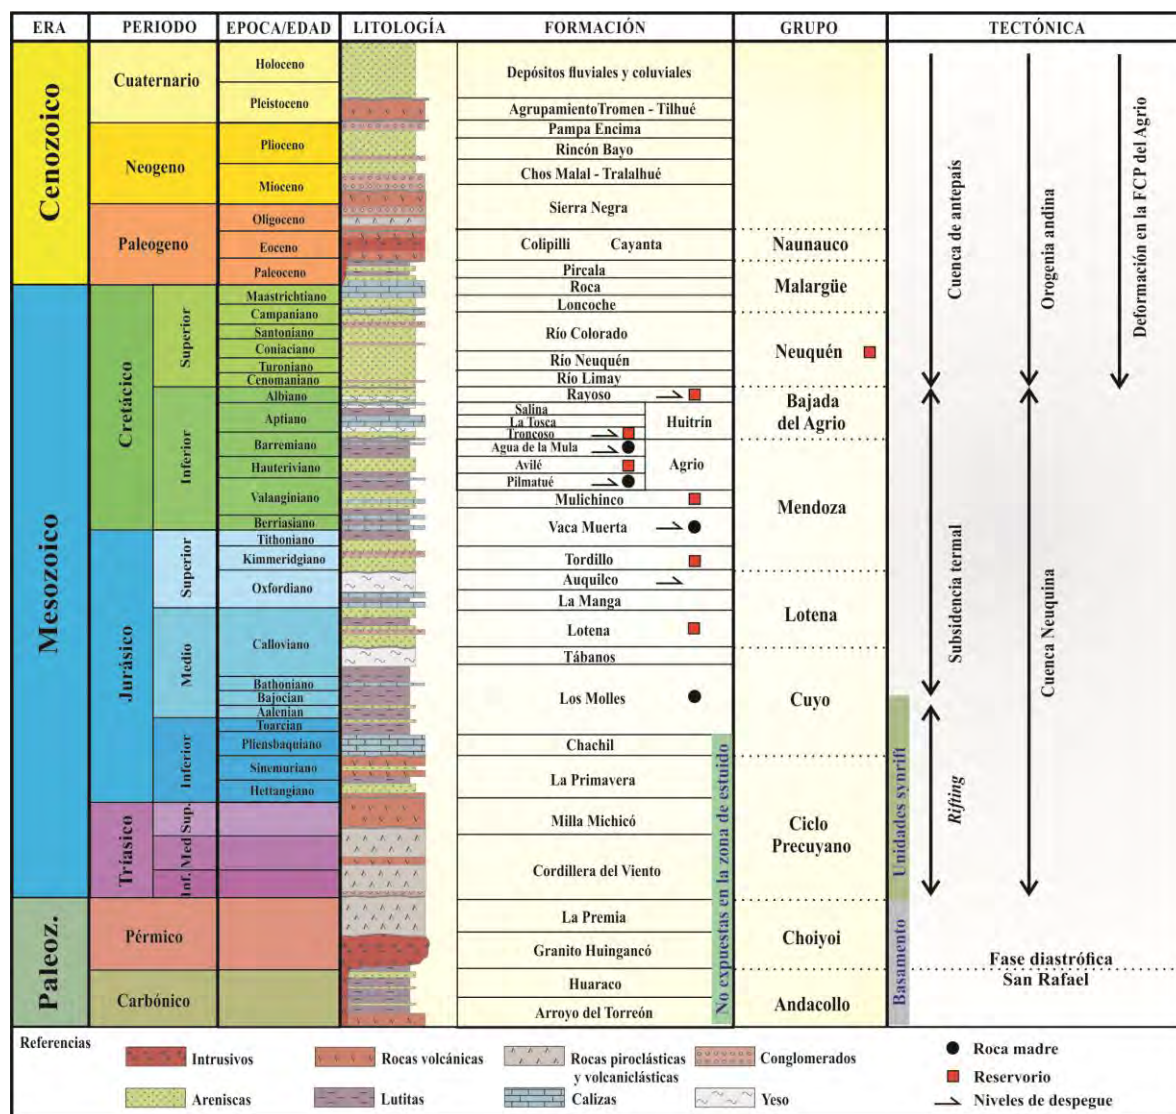 ERA PERIODO EPOCA/EDAD LITOLOGÍA FORMACIÓN GRUPO TECTÓNICA
Cenozoico
Mesozoico
Paleoz.
Cuaternario
Neogeno
Paleogeno
Cretácico
Superior
Inferior
Jurásico
Superior
Medio
Inferior
Triasico
Sup.
Med
Inf.
Pérmico
Carbónico
Holoceno
Pleistoceno
Plioceno
Mioceno
Oligoceno
Eoceno
Paleoceno
Maastrichtiano
Campaniano
Santoniano
Coniaciano
Turoniano
Cenomaniano
Albiano
Aptiano
Barremiano
Hauteriviano
Valanginiano
Berriasiano
Tithoniano
Kimmeridgiano
Oxfordiano
Calloviano
Bathoniano
Bajocian
Aalenian
Toarcian
Pliensbaquiano
Sinemuriano
Hettangiano
Depósitos fluviales y coluviales
AgrupamientoTromen - Tilhué
Pampa Encima
Rincón Bayo
Chos Malal - Tralalhué
Sierra Negra
Colipilli Cayanta
Pircala
Roca
Loncoche
Río Colorado
Río Neuquén
Río Limay
Rayoso
Salina
La Tosca
Troncoso
Huitrín
Agua de la Mula
Avilé
Pilmatué
Agrio
Mulichinco
Vaca Muerta
Tordillo
Auquilco
La Manga
Lotena
Tábanos
Los Molles
Chachil
La Primavera
Milla Michicó
Cordillera del Viento
La Premia
Granito Huingancó
Huaraco
Arroyo del Torreón
No expuestas en la zona de estuido
Naunauco
Malargüe
Neuquén
Bajada
del Agrio
Mendoza
Lotena
Cuyo
Ciclo
Precuyano
Choiyoi
Andacollo
Unidades synrift
Basamento
Cuenca de antepaís
Orogenia andina
Deformación en la FCP del Agrio
Subsidencia termal
Cuenca Neuquina
Rifting
Fase diastrófica
San Rafael
Referencias
Intrusivos
Rocas volcánicas
Rocas piroclásticas
y volcaniclásticas
Conglomerados
Areniscas
Lutitas
Calizas
Yeso
Roca madre
Reservorio
Niveles de despegue